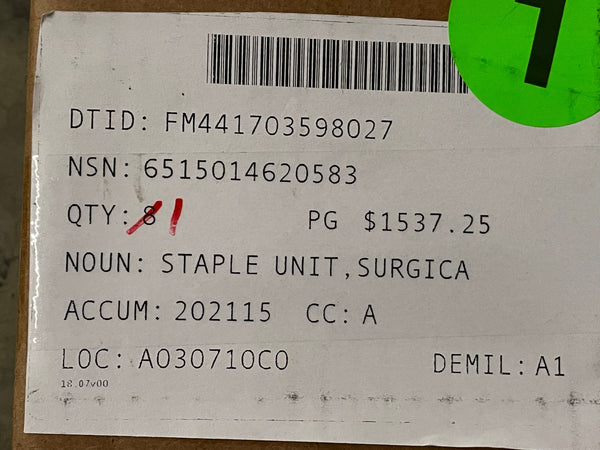 DTID: FM441703598027
NSN: 6515014620583
QTY: 8 1 PG $1537.25
NOUN: STAPLE UNIT,SURGICA
ACCUM: 202115 CC: A
LOC: A030710C0 DEMIL: A1
18.07v00